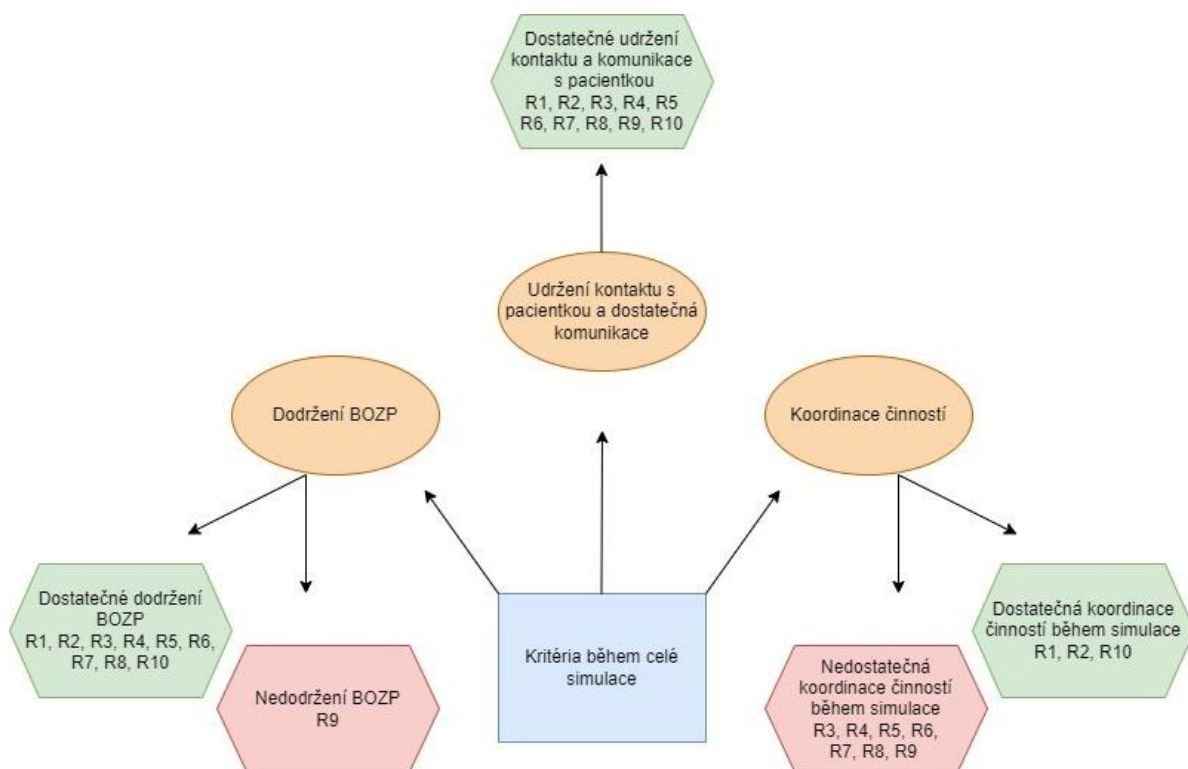 Dostatečné udržení
kontaktu a komunikace
s pacientkou
R1, R2, R3, R4, R5
R6, R7, R8, R9, R10
Udržení kontaktu s
pacientkou a dostatečná
komunikace
Dodržení BOZP
Koordinace činností
Dostatečné dodržení
BOZP
R1, R2, R3, R4, R5, R6,
R7, R8, R10
Nedodržení BOZP
R9
Kritéria během celé
simulace
Nedostatečná
koordinace činností
během simulace
R3, R4, R5, R6,
R7, R8, R9
Dostatečná koordinace
činností během simulace
R1, R2, R10